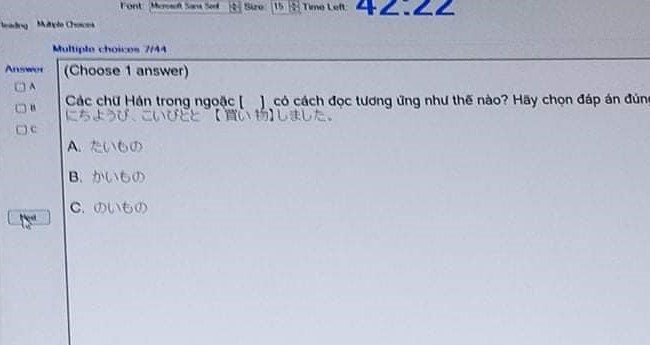 Font: Microsoft Sans Serif Size: 15 Time Left: 42:22
Reading Multiple Choices
Multiple choices 7/44
Answer
(Choose 1 answer)
A
B
C
Các chữ Hán trong ngoặc [ ] có cách đọc tương ứng như thế nào? Hãy chọn đáp án đúng
にちようび、こいびとと 【買い物】しました。
A. たいもの
B. かいもの
C. のいもの
Next